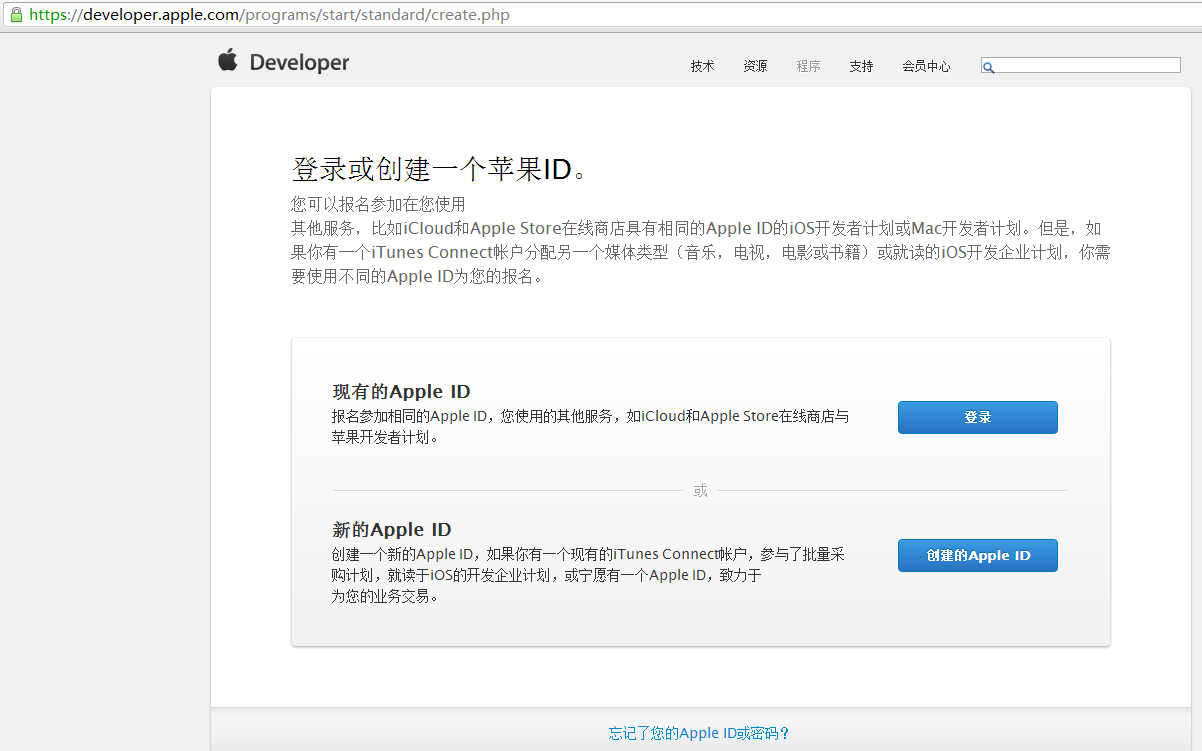 https://developer.apple.com/programs/start/standard/create.php
Developer
技术 资源 程序 支持 会员中心
登录或创建一个苹果ID。
您可以报名参加在您使用
其他服务，比如iCloud和Apple Store在线商店具有相同的Apple ID的iOS开发者计划或Mac开发者计划。但是，如
果你有一个iTunes Connect帐户分配另一个媒体类型（音乐，电视，电影或书籍）或就读的iOS开发企业计划，你需
要使用不同的Apple ID为您的报名。
现有的Apple ID
报名参加相同的Apple ID，您使用的其他服务，如iCloud和Apple Store在线商店与
苹果开发者计划。
登录
或
新的Apple ID
创建一个新的Apple ID，如果你有一个现有的iTunes Connect帐户，参与了批量采
购计划，就读于iOS的开发企业计划，或宁愿有一个Apple ID，致力于
为您的业务交易。
创建的Apple ID
忘记了您的Apple ID或密码？